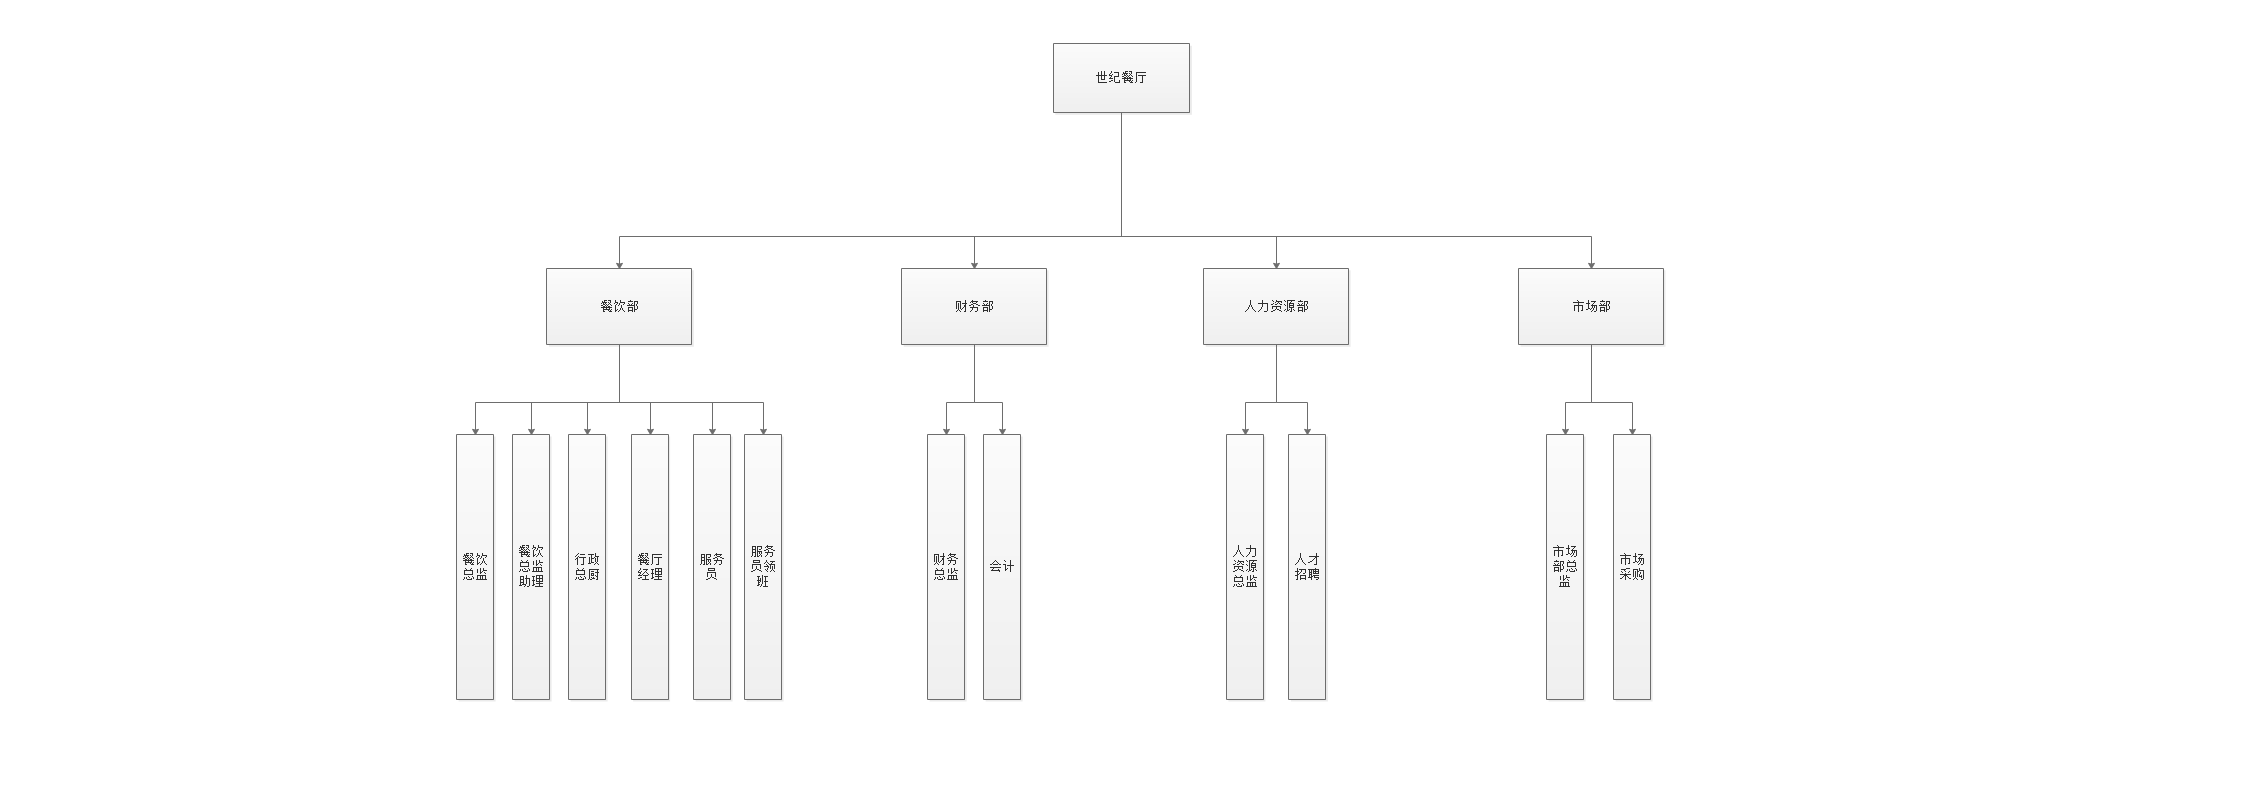 世纪餐厅
餐饮部
财务部
人力资源部
市场部
餐饮
总监
餐饮
总监
助理
行政
总厨
餐厅
经理
服务
员
服务
员领
班
财务
总监
会计
人力
资源
总监
人才
招聘
市场
部总
监
市场
采购